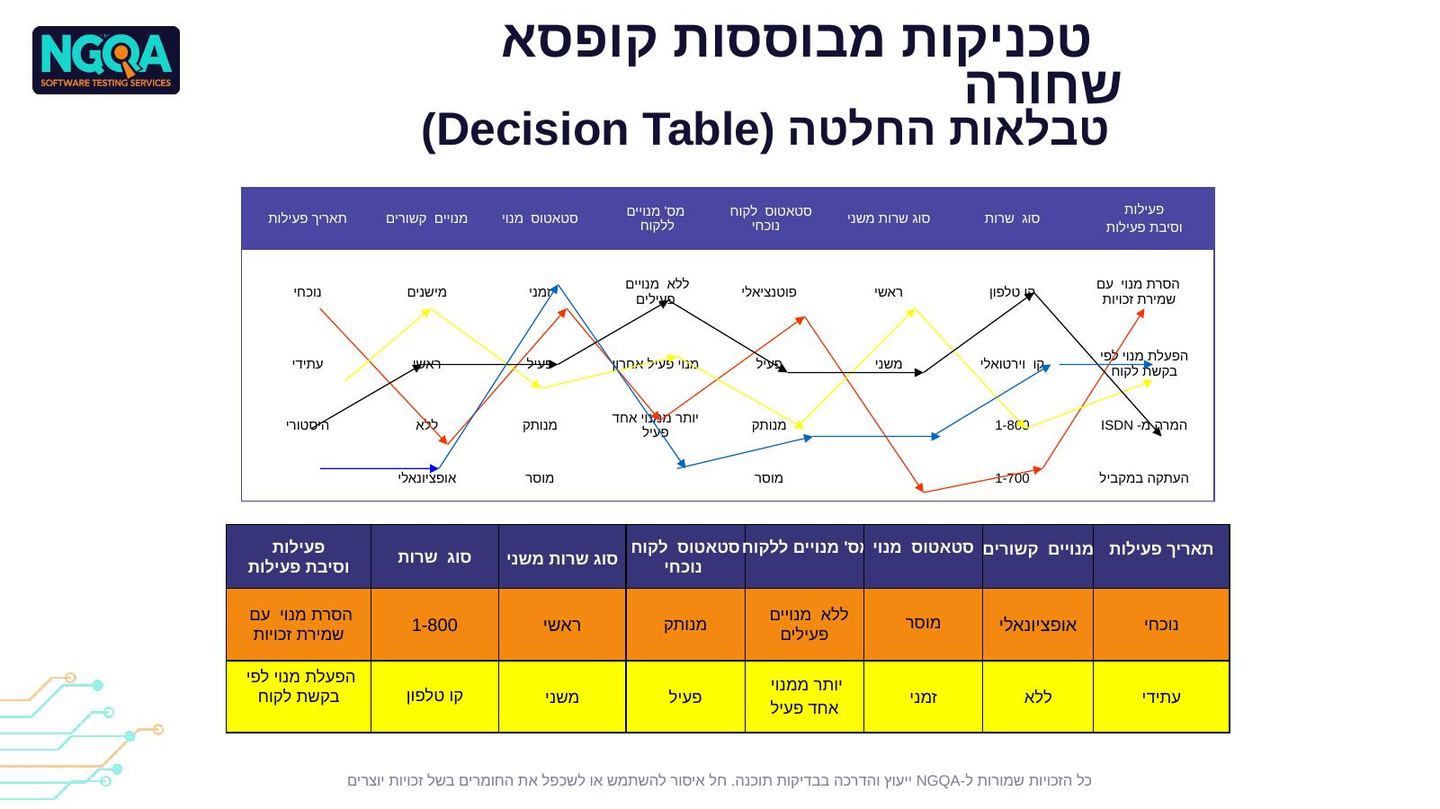 NGQA
SOFTWARE TESTING SERVICES
טכניקות מבוססות קופסא
שחורה
טבלאות החלטה (Decision Table)
פעילות
וסיבת פעילות
סוג שרות
סוג שרות משני
סטאטוס לקוח
נוכחי
מס' מנויים
ללקוח
סטאטוס מנוי
מנויים קשורים
תאריך פעילות
הסרת מנוי עם
שמירת זכויות
קו טלפון
ראשי
פוטנציאלי
ללא מנויים
פעילים
זמני
מישנים
נוכחי
הפעלת מנוי לפי
בקשת לקוח
קו וירטואלי
משני
פעיל
מנוי פעיל אחרון
פעיל
ראשי
עתידי
המרה מ- ISDN
1-800
מנותק
יותר ממנוי אחד
פעיל
מנותק
ללא
היסטורי
העתקה במקביל
1-700
מוסר
מוסר
אופציונאלי
תאריך פעילות
מנויים קשורים
סטאטוס מנוי
מס' מנויים ללקוח
סטאטוס לקוח
נוכחי
סוג שרות משני
סוג שרות
פעילות
וסיבת פעילות
נוכחי
אופציונאלי
מוסר
ללא מנויים
פעילים
מנותק
ראשי
1-800
הסרת מנוי עם
שמירת זכויות
עתידי
ללא
זמני
יותר ממנוי
אחד פעיל
פעיל
משני
קו טלפון
הפעלת מנוי לפי
בקשת לקוח
כל הזכויות שמורות ל-NGQA ייעוץ והדרכה בבדיקות תוכנה. חל איסור להשתמש או לשכפל את החומרים בשל זכויות יוצרים